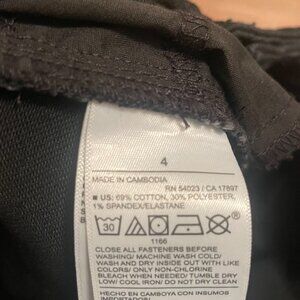 4
MADE IN CAMBODIA
RN 54023 / CA 17897
■ US: 69% COTTON, 30% POLYESTER,
1% SPANDEX/ELASTANE
30
1166
CLOSE ALL FASTENERS BEFORE
WASHING/ MACHINE WASH COLD/
WASH AND DRY INSIDE OUT WITH LIKE
COLORS/ ONLY NON-CHLORINE
BLEACH WHEN NEEDED/ TUMBLE DRY
LOW/ COOL IRON/ DO NOT DRY CLEAN
HECHO EN CAMBOYA CON INSUMOS
IMPORTADOS